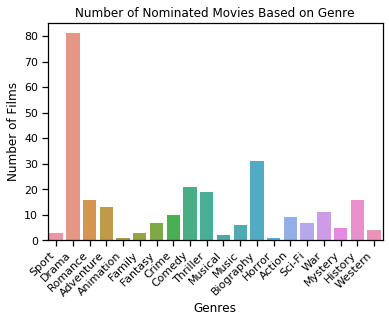 Number of Nominated Movies Based on Genre
Number of Films
80
70
60
50
40
30
20
10
0
Sport
Drama
Romance
Adventure
Animation
Family
Fantasy
Crime
Comedy
Thriller
Musical
Music
Biography
Horror
Action
Sci-Fi
War
Mystery
History
Western
Genres